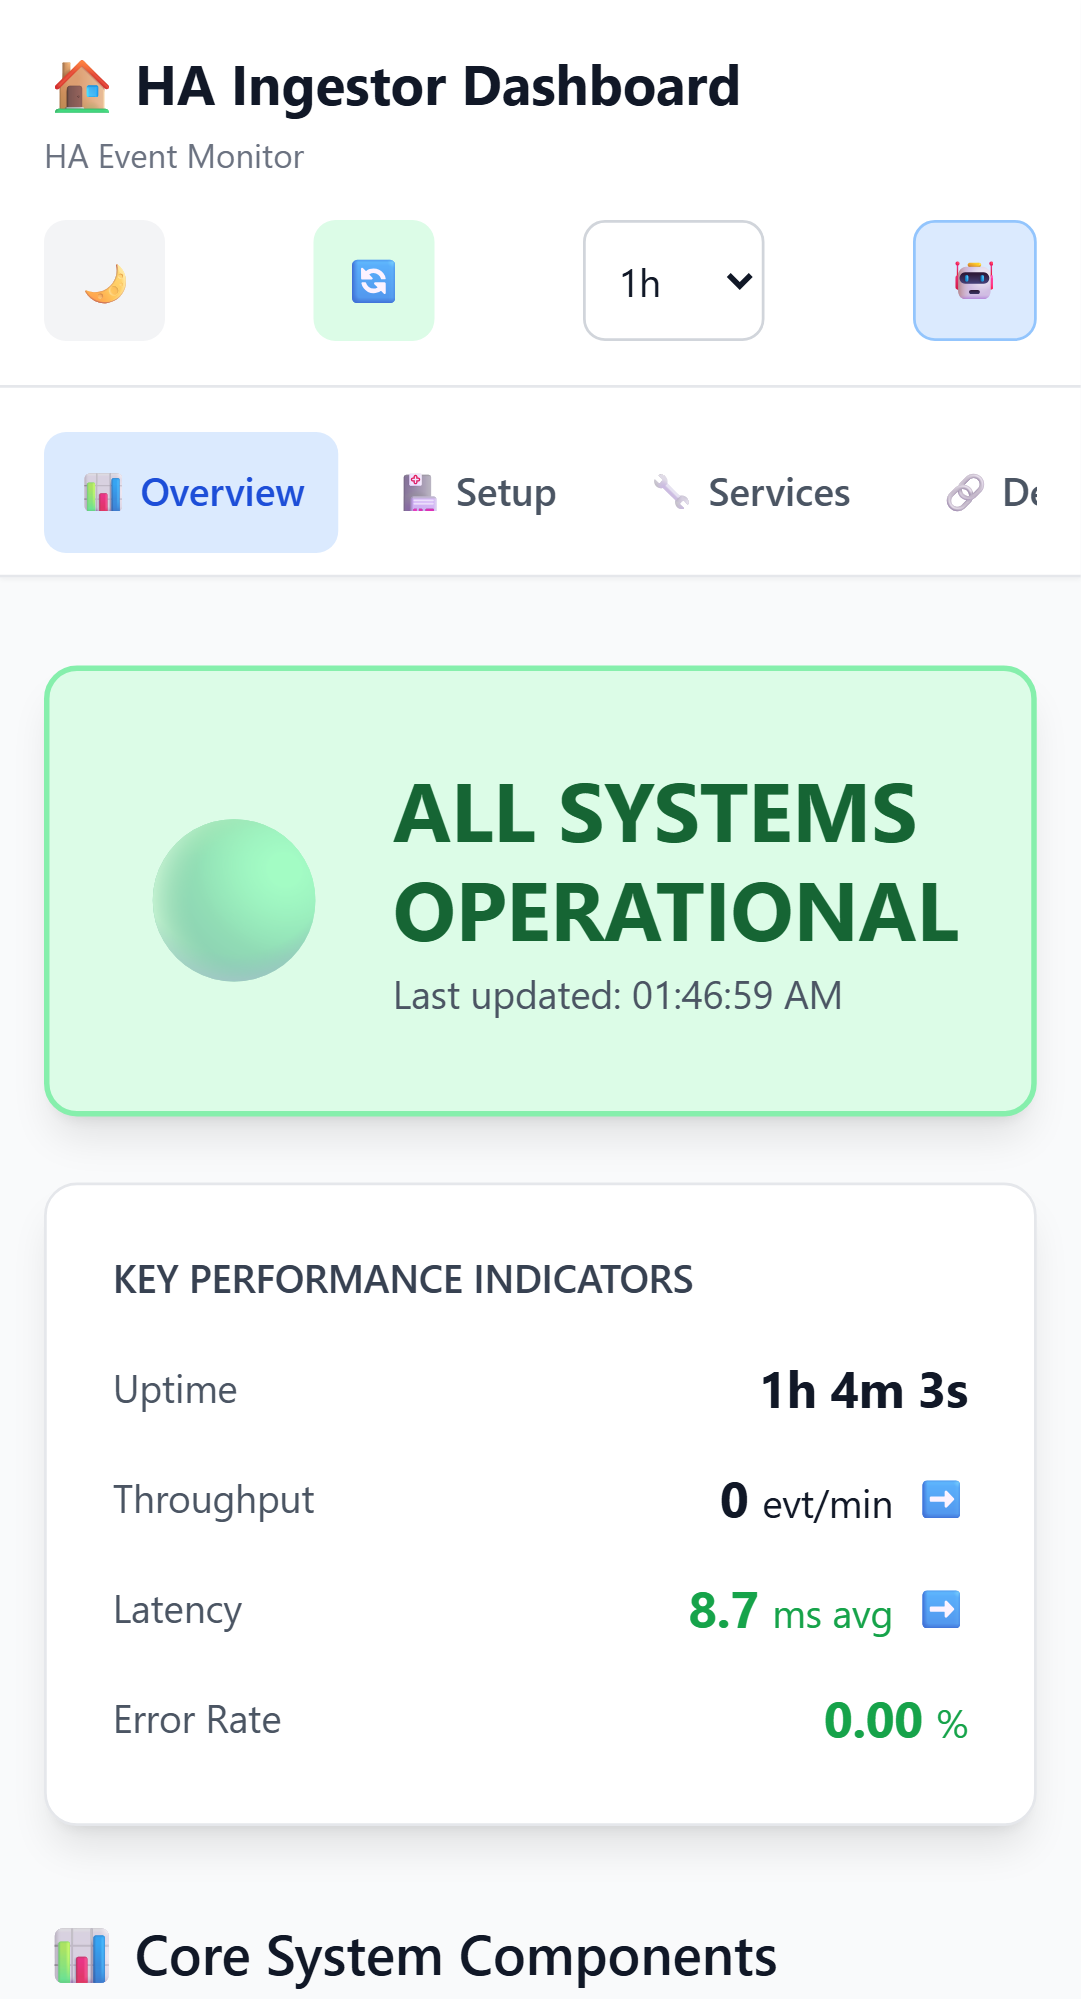 HA Ingestor Dashboard
HA Event Monitor
1h
Overview Setup Services De
ALL SYSTEMS
OPERATIONAL
Last updated: 01:46:59 AM
KEY PERFORMANCE INDICATORS
Uptime 1h 4m 3s
Throughput 0 evt/min
Latency 8.7 ms avg
Error Rate 0.00 %
Core System Components